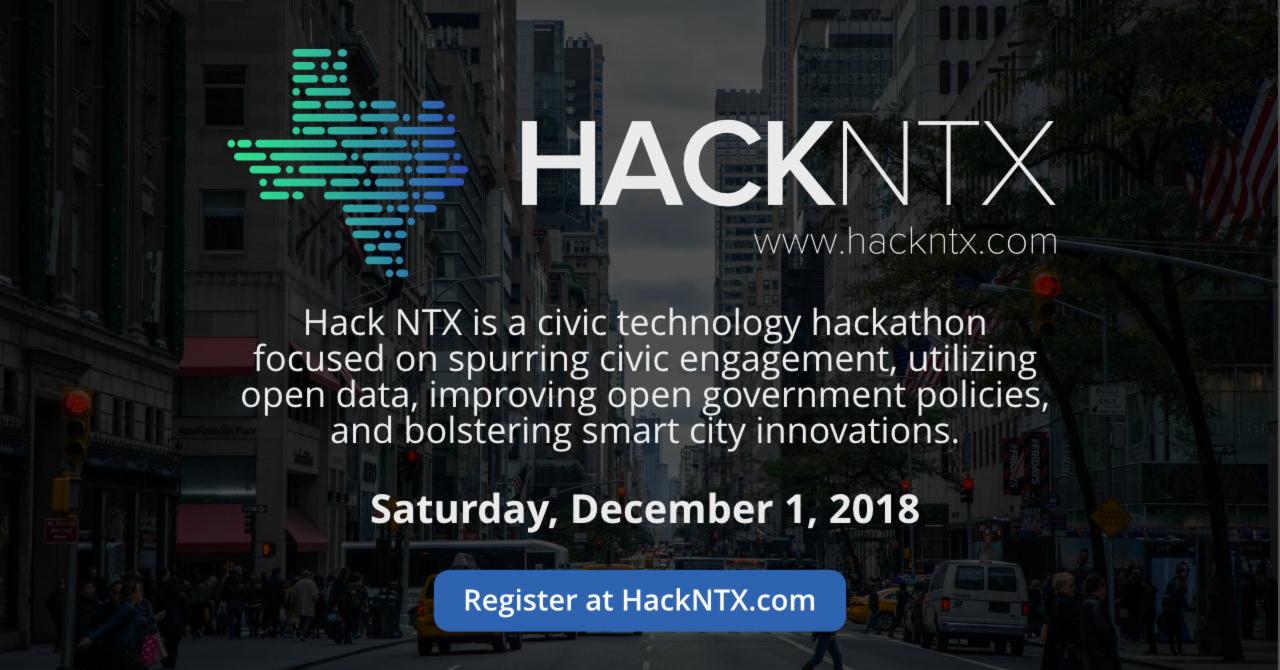 HACKNTX
www.hackntx.com
Hack NTX is a civic technology hackathon
focused on spurring civic engagement, utilizing
open data, improving open government policies,
and bolstering smart city innovations.
Saturday, December 1, 2018
Register at HackNTX.com
FRIDAYS